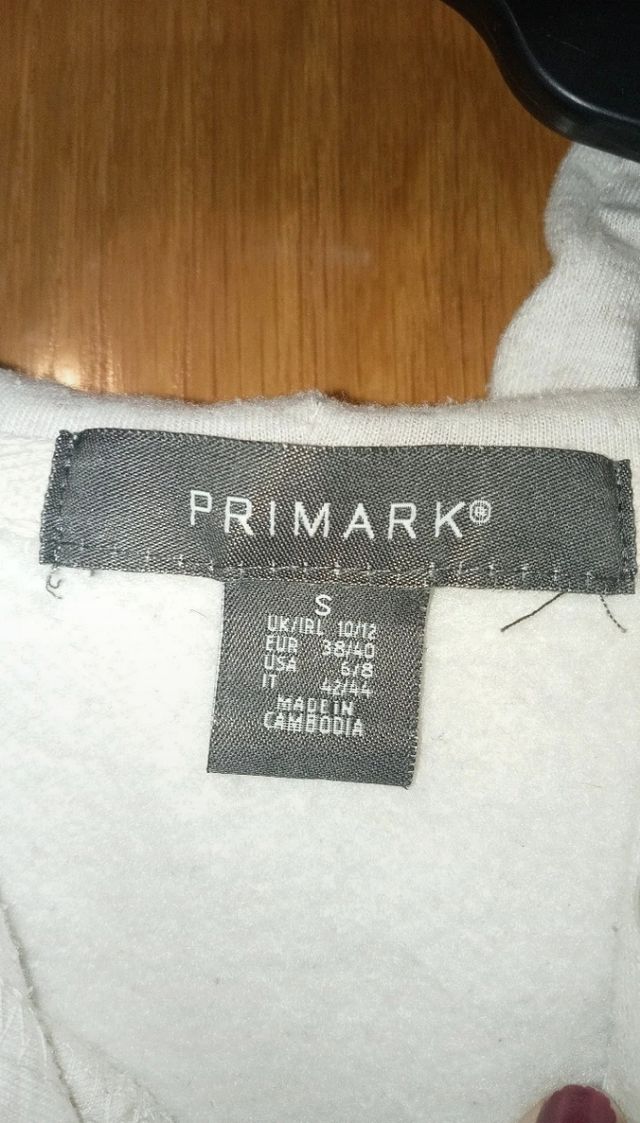 PRIMARK®
S
UK/IRL 10/12
EUR 38/40
USA 6/8
IT 42/44
MADE IN
CAMBODIA